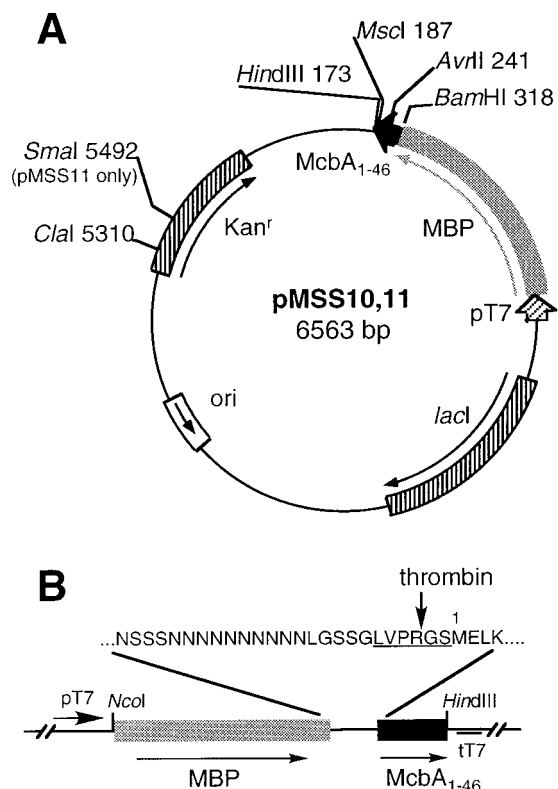 A
MscI 187
AvrII 241
HindIII 173
BamHI 318
McbA1-46
SmaI 5492
(pMSS11 only)
Kanr
MBP
ClaI 5310
pMSS10,11
6563 bp
pT7
ori
lacI
B
thrombin
1
...NSSSNNNNNNNNNNLGSSGLVPRGSMELK....
pT7
NcoI
HindIII
tT7
MBP
McbA1-46